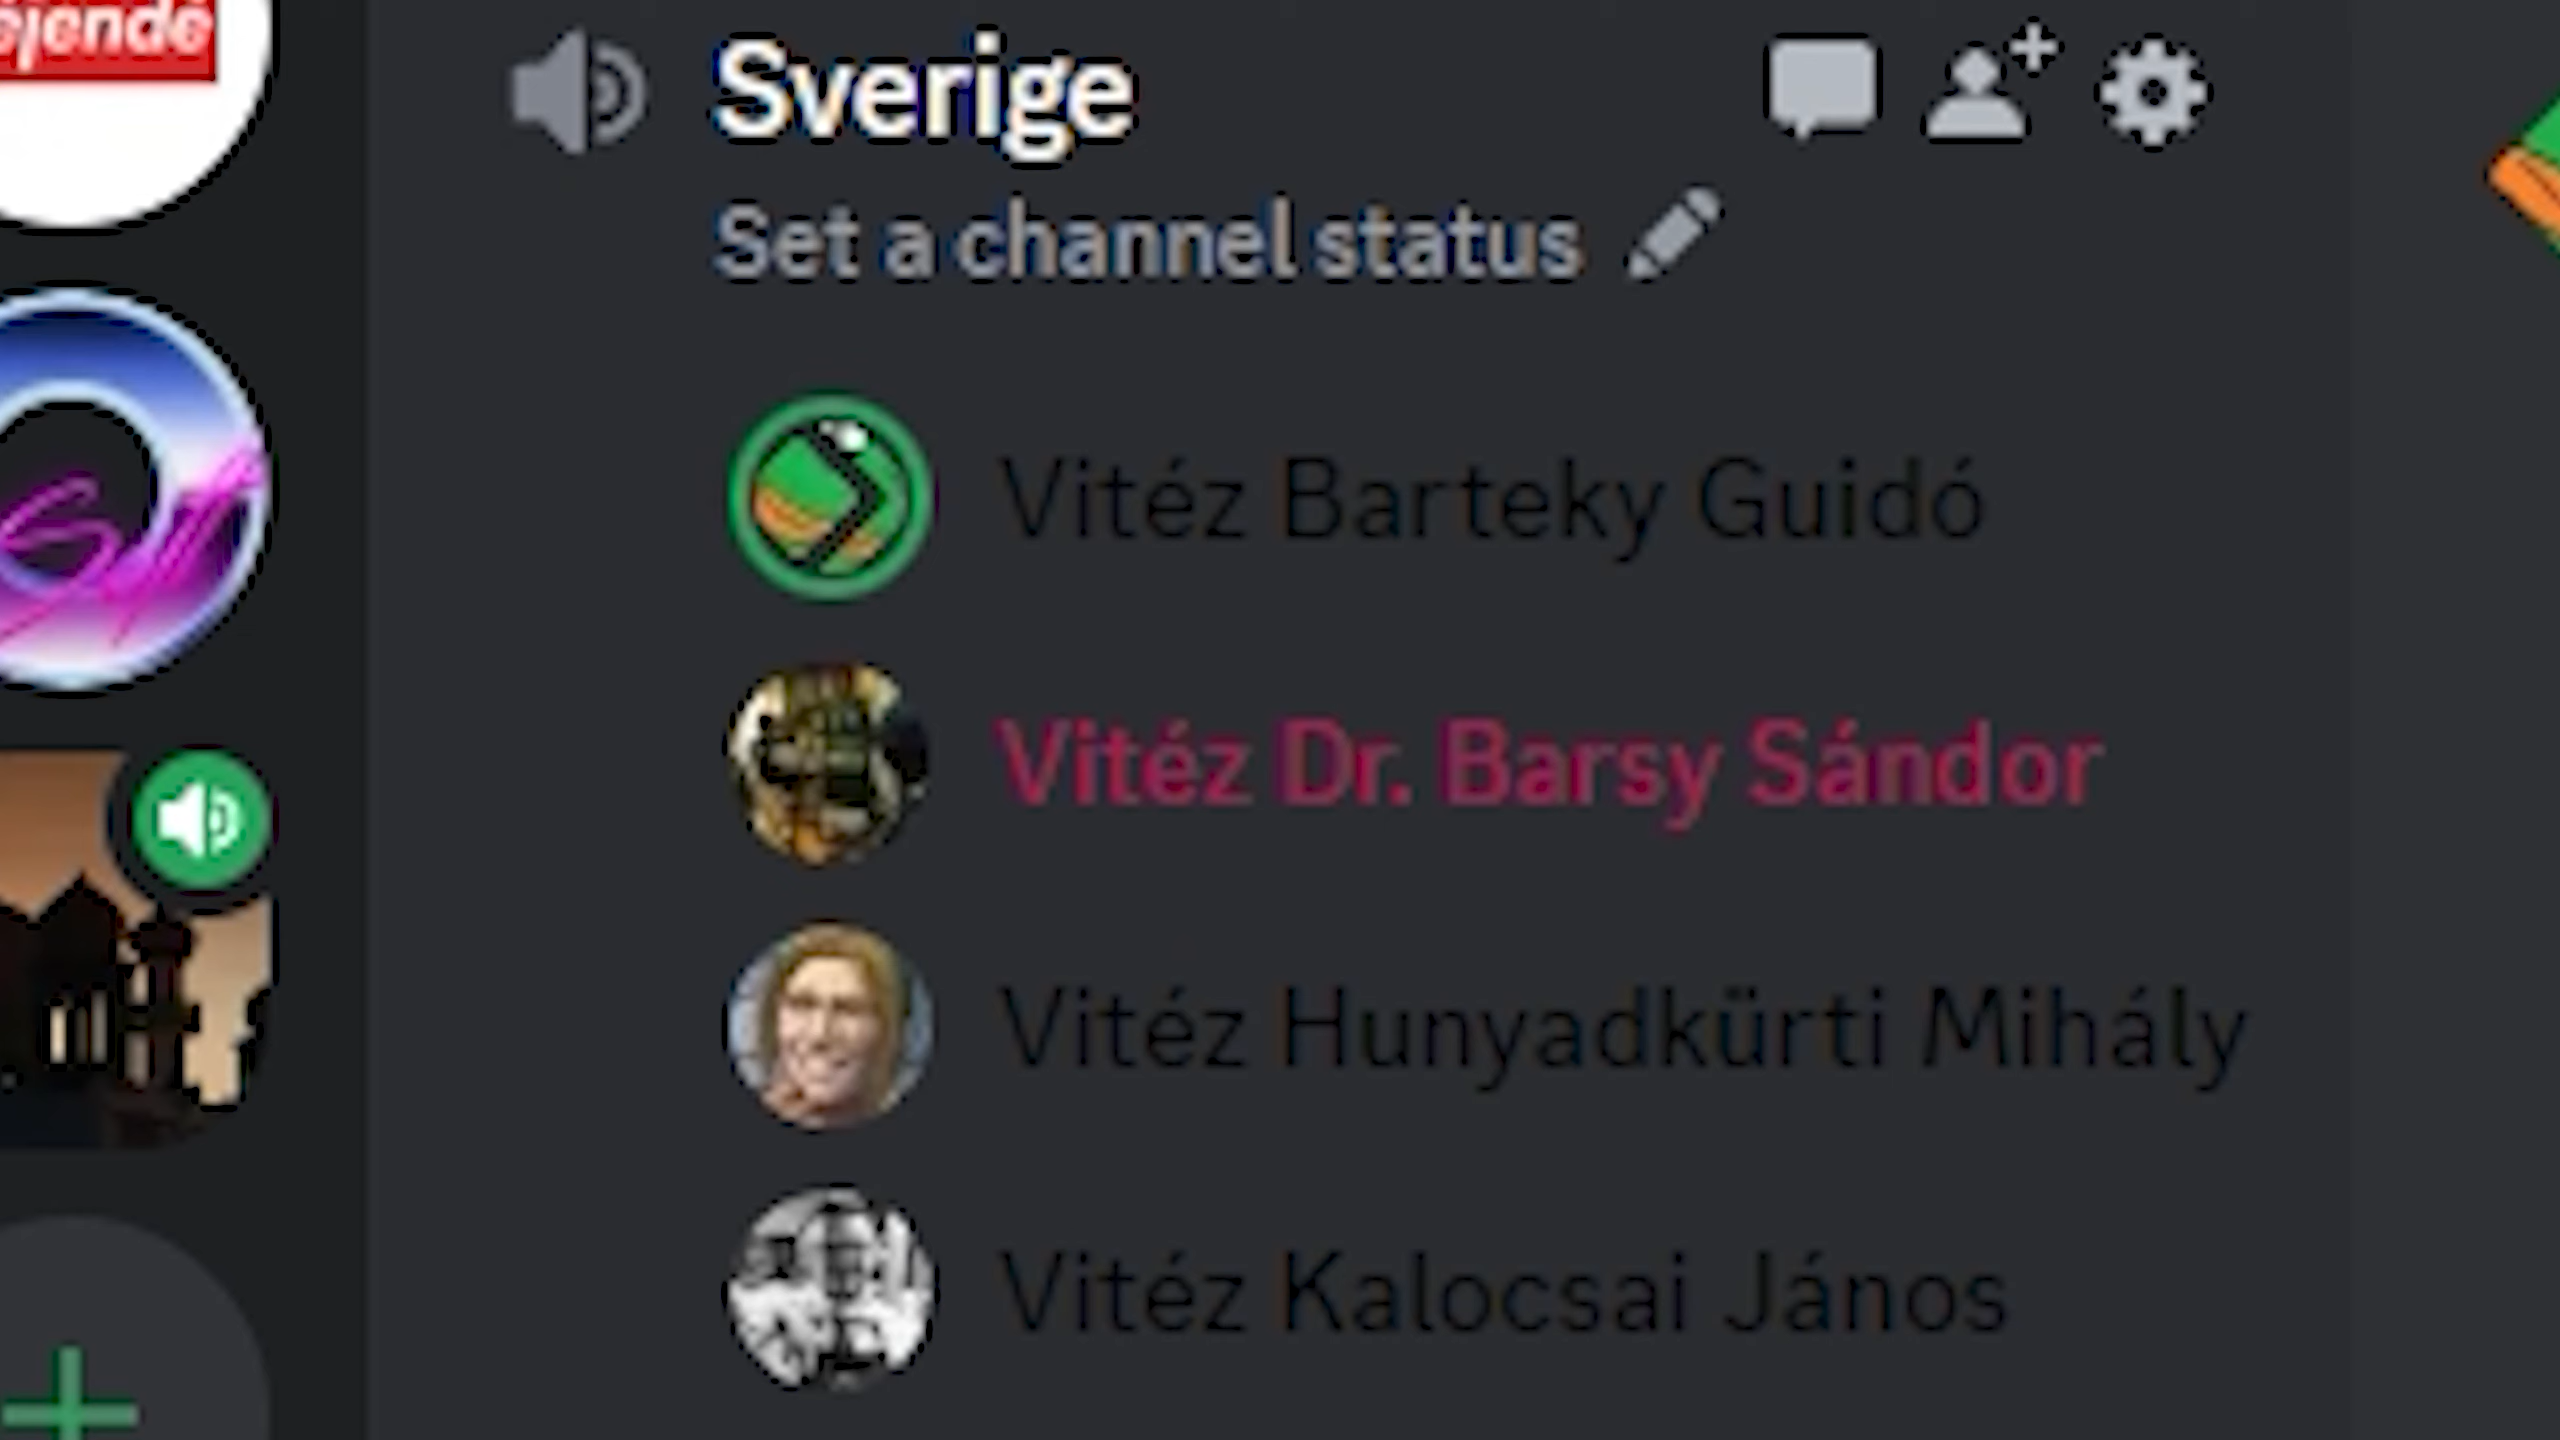 Sverige
Set a channel status
Vitéz Barteky Guidó
Vitéz Dr. Barsy Sándor
Vitéz Hunyadkürti Mihály
Vitéz Kalocsai János